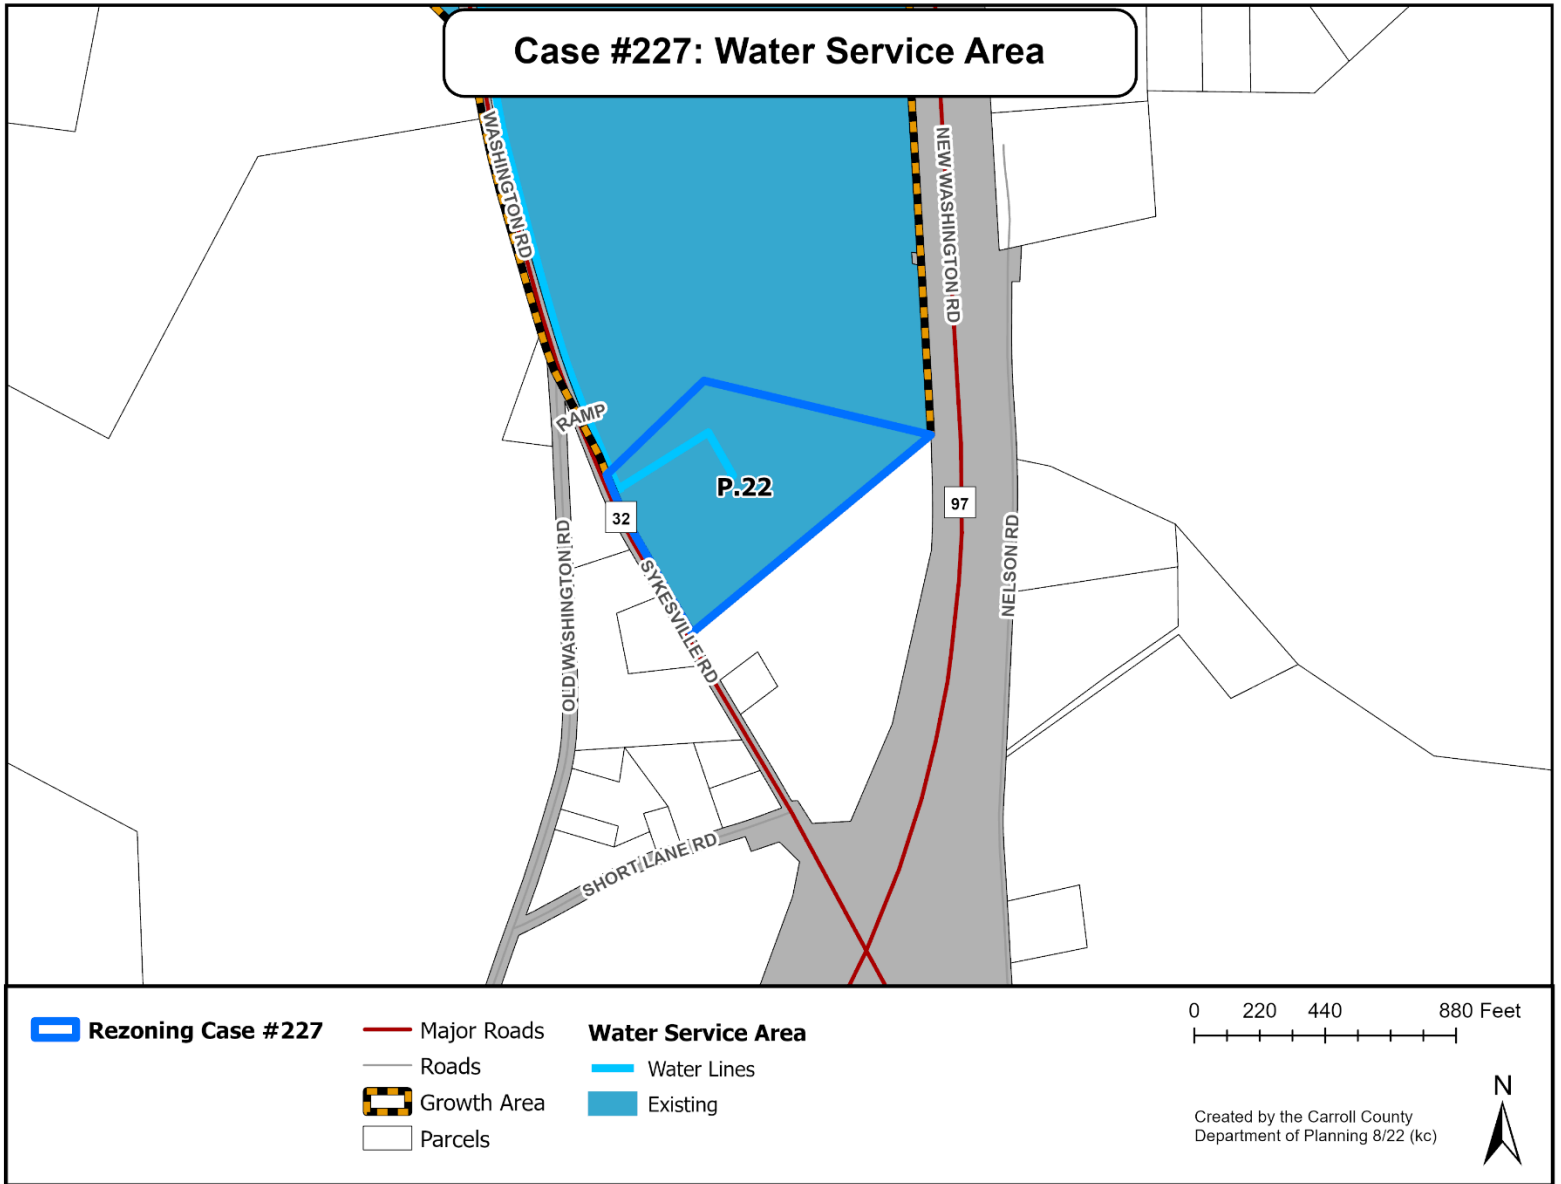 Case #227: Water Service Area
WASHINGTON RD
NEW WASHINGTON RD
RAMP
P.22
32
97
OLD WASHINGTON RD
SYKESVILLE RD
NELSON RD
SHORT LANE RD
Rezoning Case #227
Major Roads
Roads
Growth Area
Parcels
Water Service Area
Water Lines
Existing
0 220 440 880 Feet
N
Created by the Carroll County
Department of Planning 8/22 (kc)